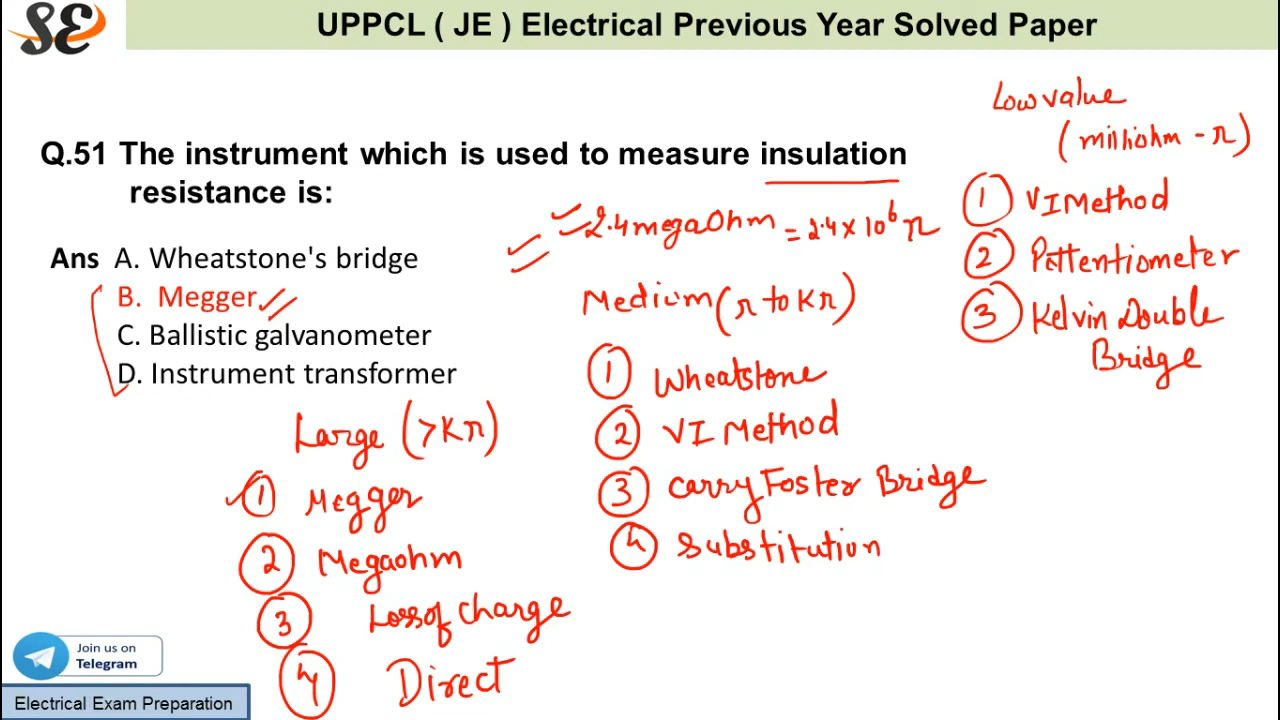 SE
UPPCL ( JE ) Electrical Previous Year Solved Paper
Q.51 The instrument which is used to measure insulation
resistance is:
Ans A. Wheatstone's bridge
B. Megger
C. Ballistic galvanometer
D. Instrument transformer
2.4megaOhm = 2.4 x 10⁶ Ω
Low value
(milliohm - Ω)
1 VI Method
2 Pottentiometer
3 Kelvin Double
Bridge
Medium (Ω to KΩ)
1 Wheatstone
2 VI Method
3 Carry Foster Bridge
4 Substitution
Large (>KΩ)
1 Megger
2 Megaohm
3 Loss of Charge
4 Direct
Join us on
Telegram
Electrical Exam Preparation